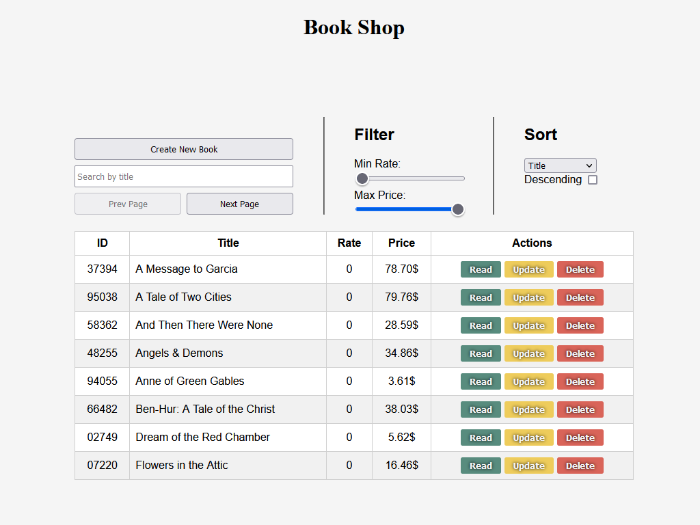 Book Shop
Create New Book
Search by title
Prev Page Next Page
Filter
Min Rate:
Max Price:
Sort
Title
Descending
ID Title Rate Price Actions
37394 A Message to Garcia 0 78.70$ Read Update Delete
95038 A Tale of Two Cities 0 79.76$ Read Update Delete
58362 And Then There Were None 0 28.59$ Read Update Delete
48255 Angels & Demons 0 34.86$ Read Update Delete
94055 Anne of Green Gables 0 3.61$ Read Update Delete
66482 Ben-Hur: A Tale of the Christ 0 38.03$ Read Update Delete
02749 Dream of the Red Chamber 0 5.62$ Read Update Delete
07220 Flowers in the Attic 0 16.46$ Read Update Delete